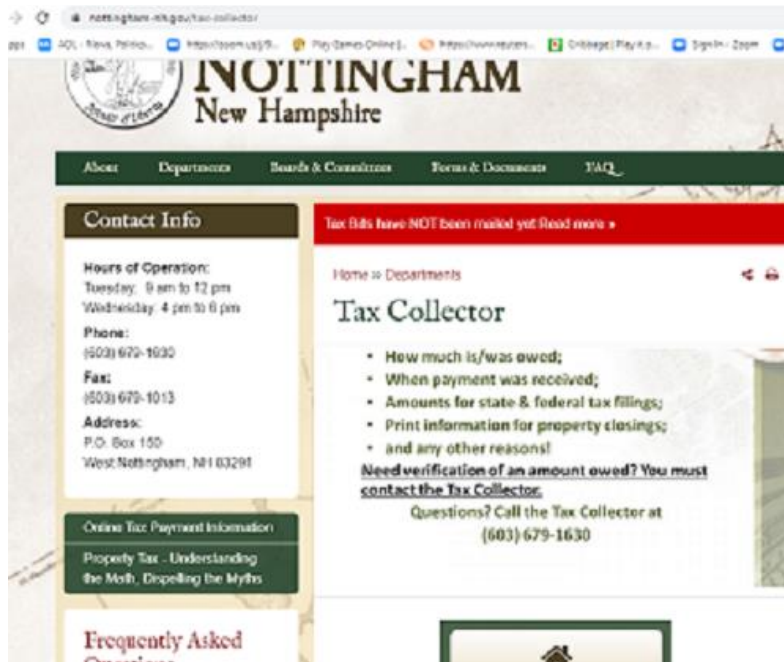 nottingham-nh.gov/tax-collector
NOTTINGHAM
New Hampshire
About Departments Boards & Committees Forms & Documents FAQ
Contact Info
Hours of Operation:
Tuesday: 9 am to 12 pm
Wednesday: 4 pm to 6 pm
Phone:
(603) 679-1630
Fax:
(603) 679-1013
Address:
P.O. Box 150
West Nottingham, NH 03291
Online Tax Payment Information
Property Tax - Understanding
the Math, Dispelling the Myths
Frequently Asked
Questions
Tax Bills have NOT been mailed yet Read more »
Home » Departments
Tax Collector
• How much is/was owed;
• When payment was received;
• Amounts for state & federal tax filings;
• Print information for property closings;
• and any other reasons!
Need verification of an amount owed? You must
contact the Tax Collector.
Questions? Call the Tax Collector at
(603) 679-1630